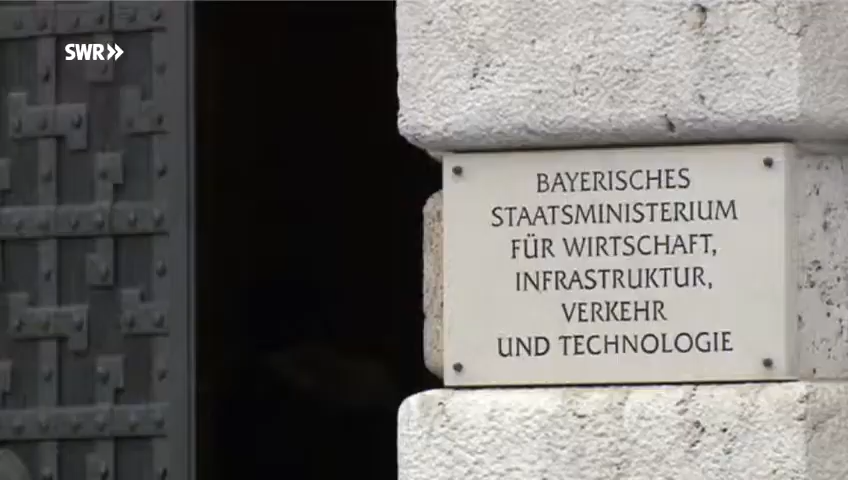 SWR
BAYERISCHES
STAATSMINISTERIUM
FÜR WIRTSCHAFT,
INFRASTRUKTUR,
VERKEHR
UND TECHNOLOGIE